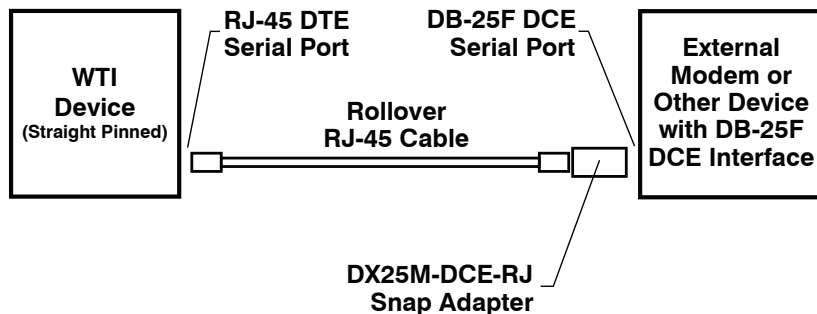 RJ-45 DTE
Serial Port
DB-25F DCE
Serial Port
WTI
Device
(Straight Pinned)
Rollover
RJ-45 Cable
External
Modem or
Other Device
with DB-25F
DCE Interface
DX25M-DCE-RJ
Snap Adapter